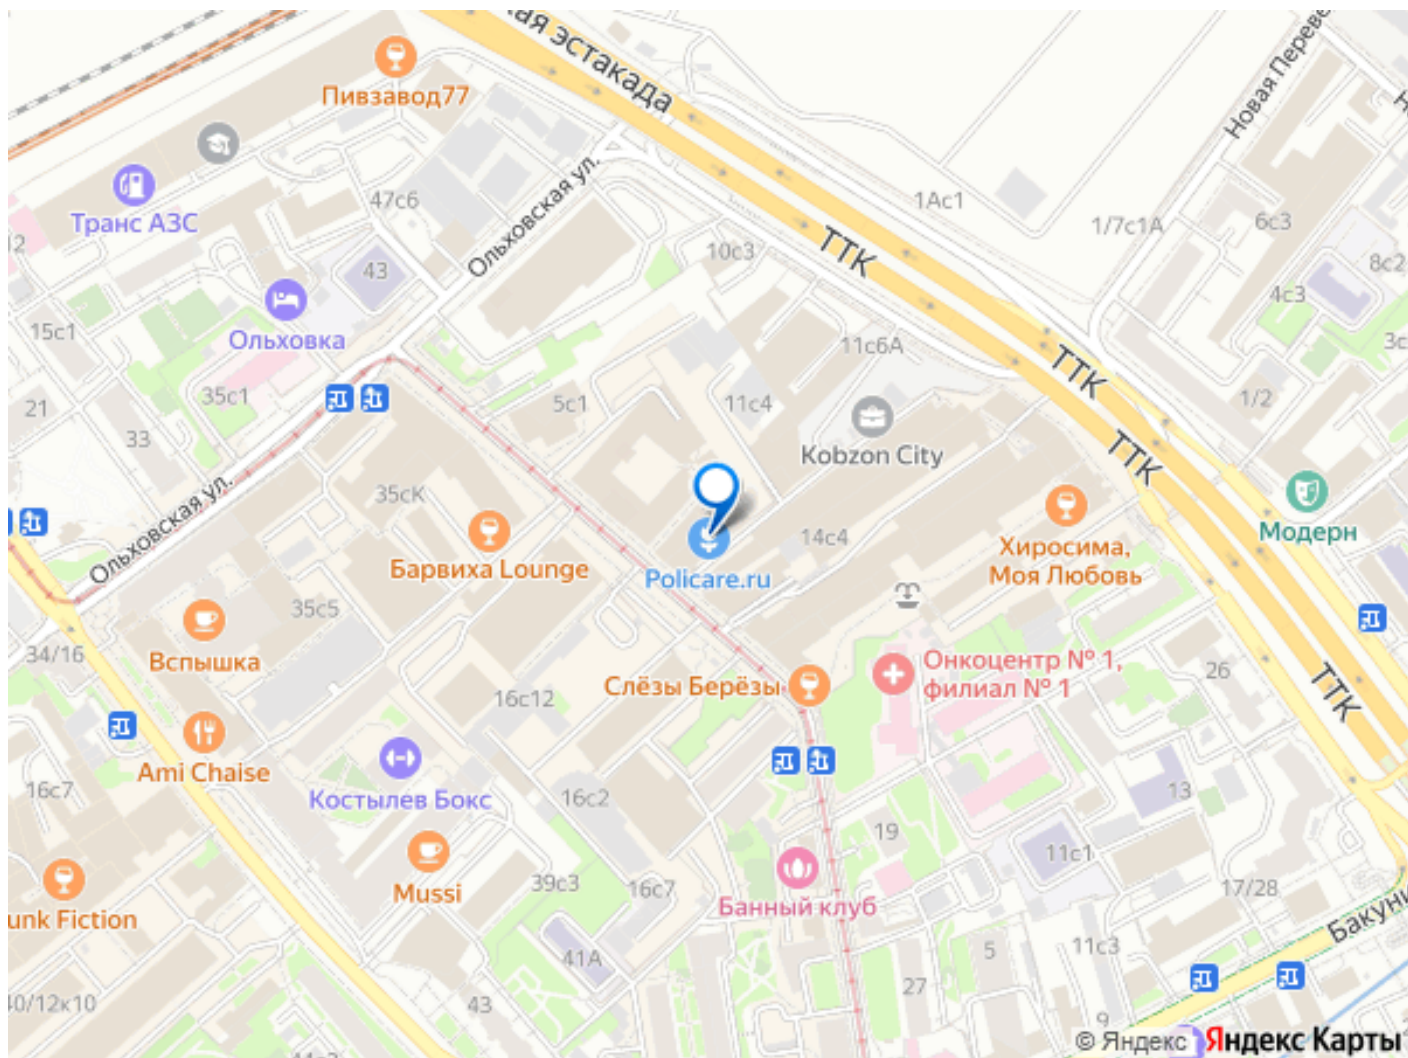 кая эстакада
Пивзавод77
Новая Переве
Транс АЗС
47с6
Ольховская ул.
1Ас1
1/7с1А
6с3
8с2
12
43
10с3
ТТК
4с3
Ольховка
15с1
11с6А
ТТК
3с
35с1
5с1
11с4
1/2
21
33
Kobzon City
ТТК
35сК
Ольховская ул.
14с4
Хиросима,
Моя Любовь
Модерн
Барвиха Lounge
Policare.ru
35с5
34/16
Вспышка
Слёзы Берёзы
Онкоцентр № 1,
филиал № 1
26
ТТК
16с12
Ami Chaise
16с7
Костылев Бокс
16с2
13
19
11с1
Mussi
39с3
16с7
17/28
unk Fiction
Банный клуб
Бакуни
41А
5
11с3
27
40/12к10
43
9
44с3
© Яндекс
Яндекс Карты